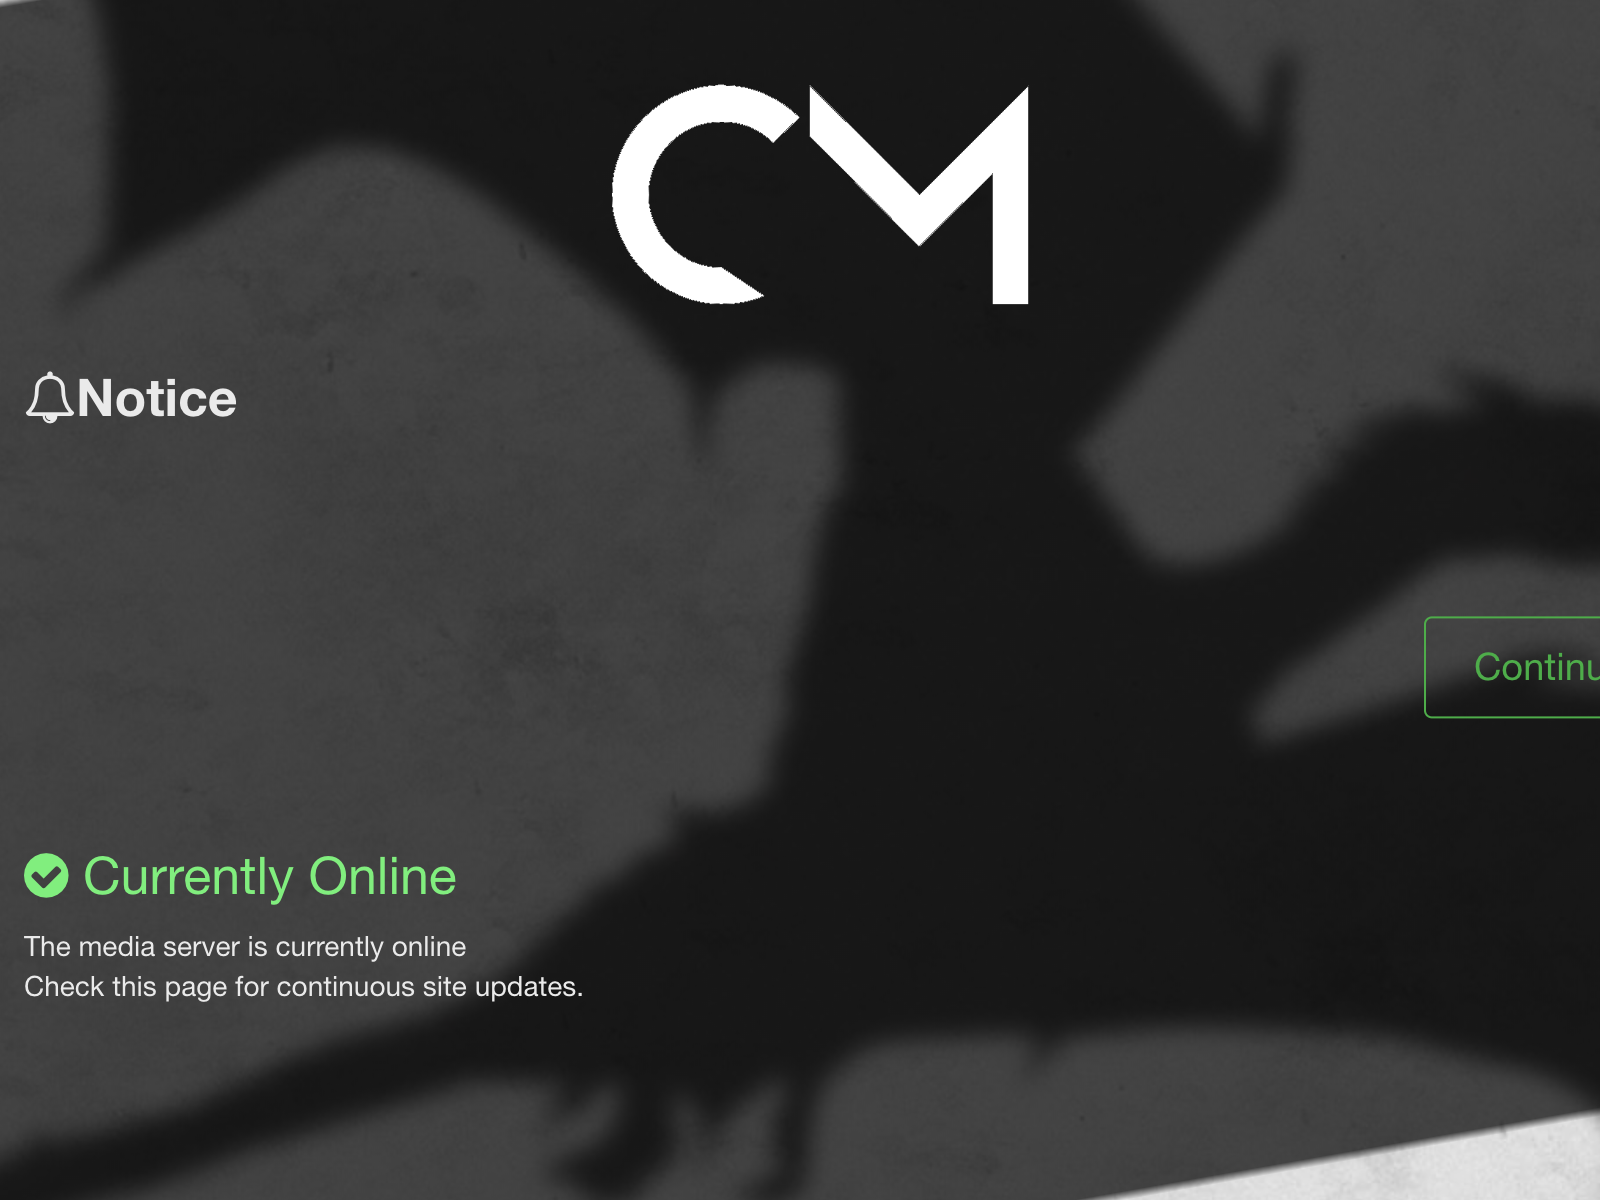 CM
Notice
Continu
Currently Online
The media server is currently online
Check this page for continuous site updates.